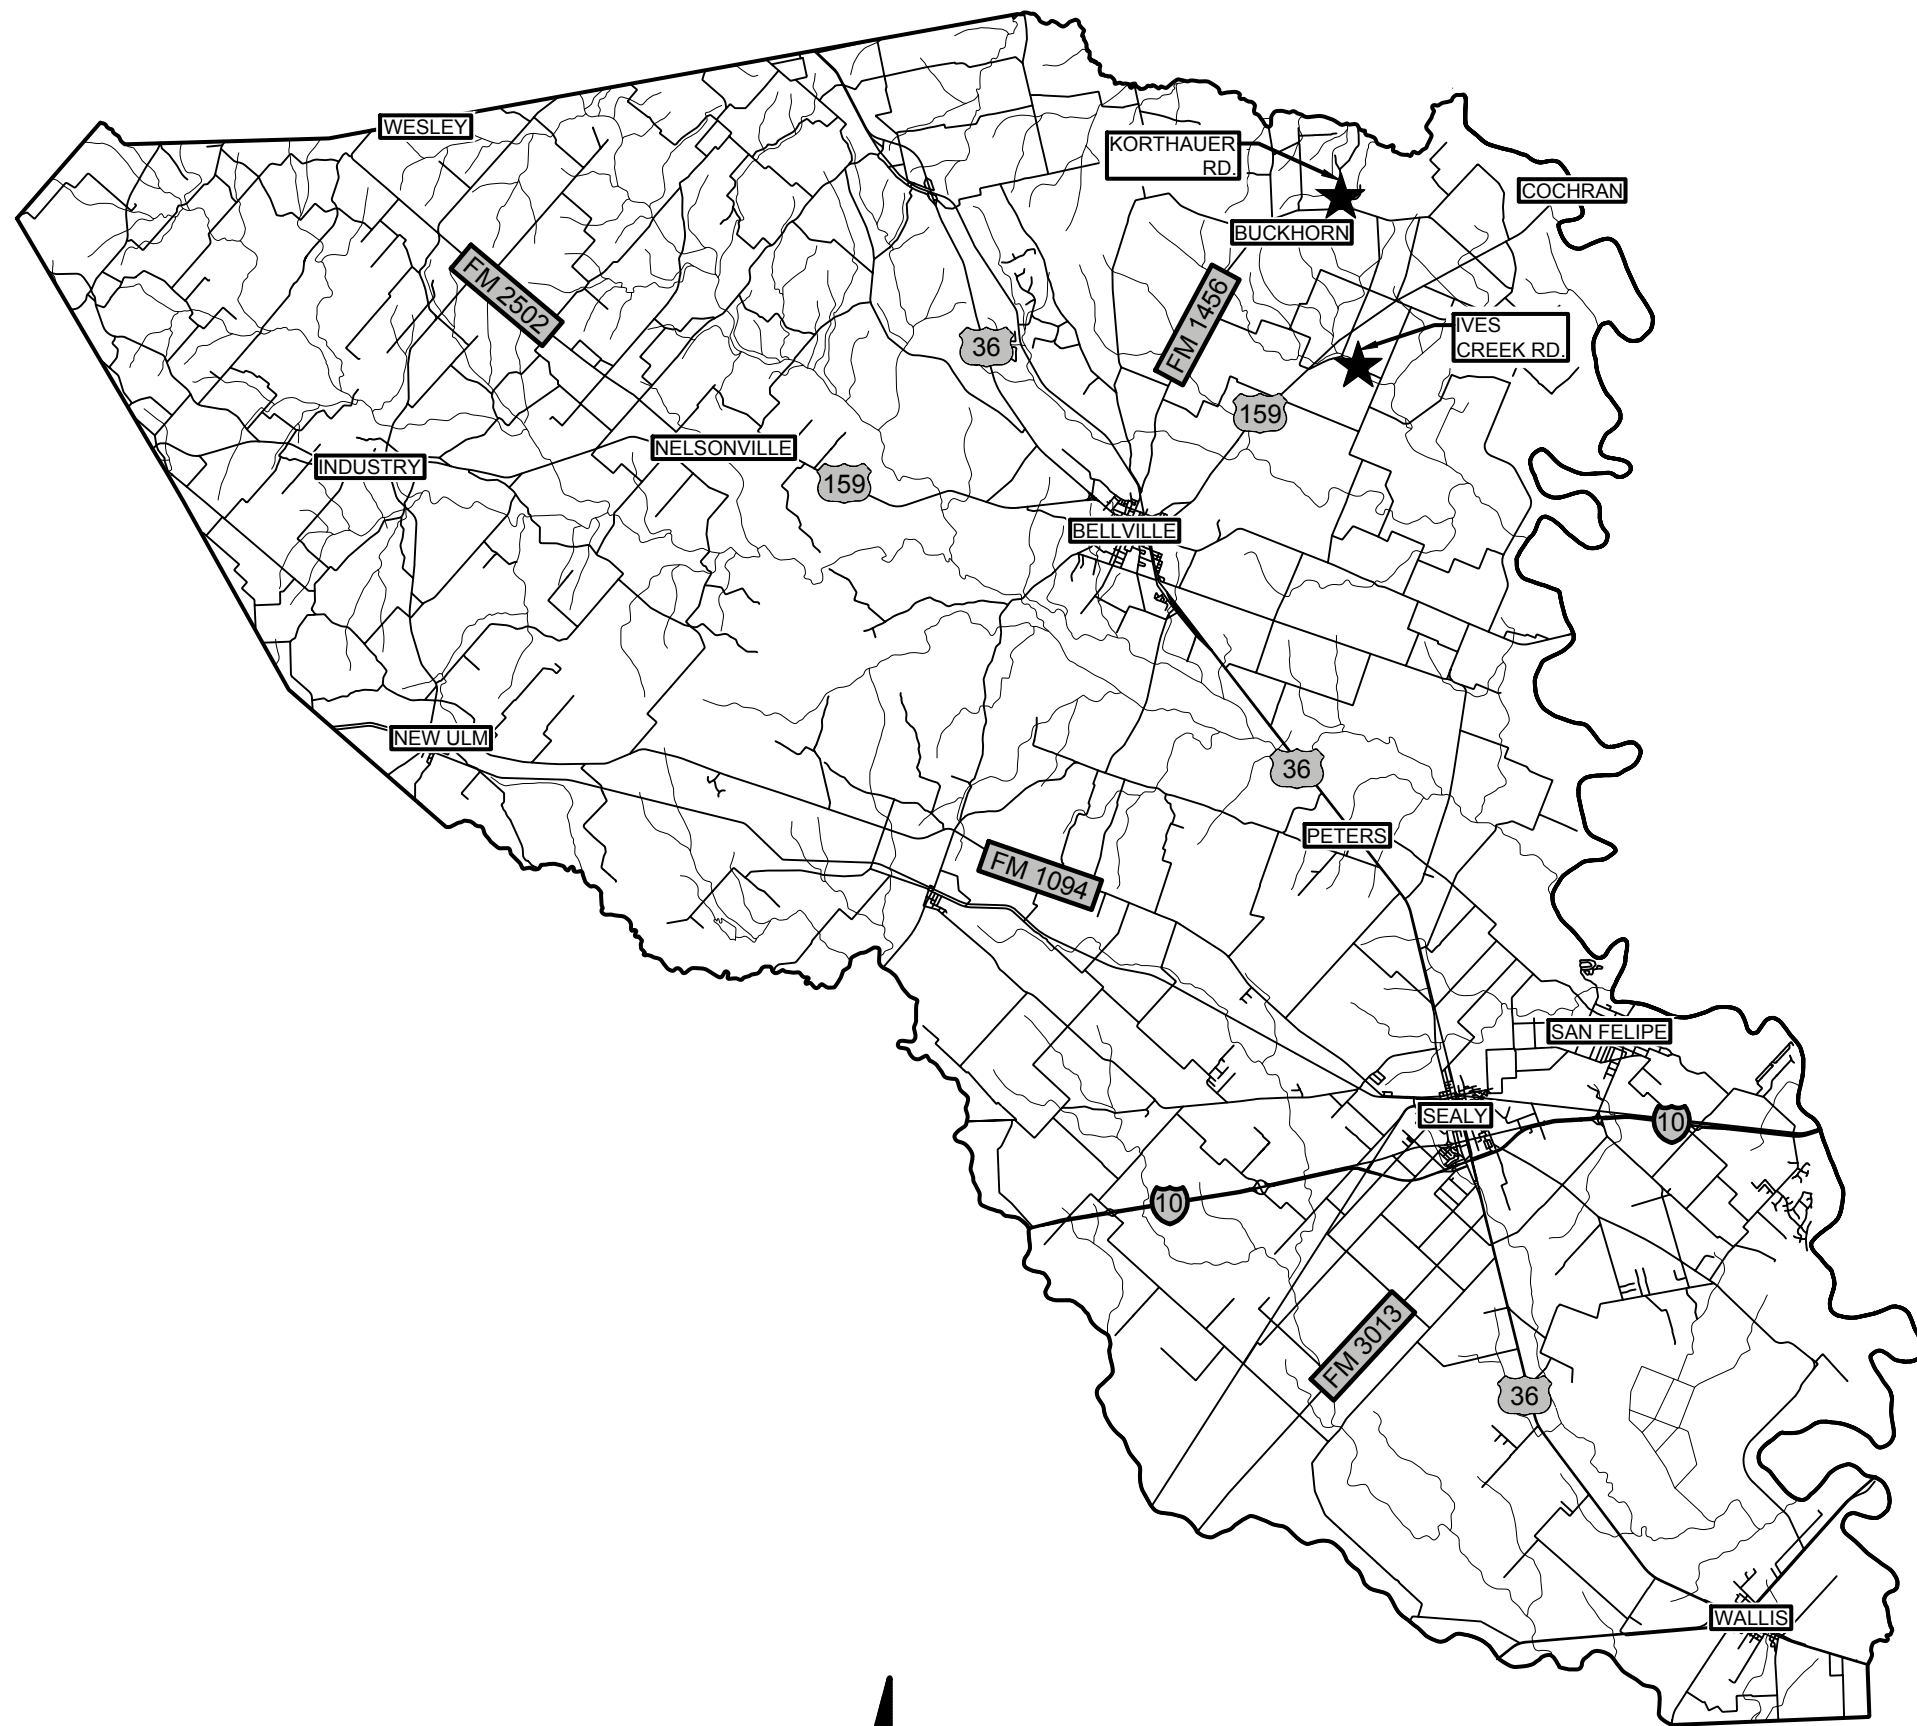 WESLEY
KORTHAUER
RD.
COCHRAN
BUCKHORN
FM 2502
FM 1456
IVES
CREEK RD.
36
159
NELSONVILLE
INDUSTRY
159
BELLVILLE
NEW ULM
36
PETERS
FM 1094
SAN FELIPE
SEALY
10
10
FM 3013
36
WALLIS